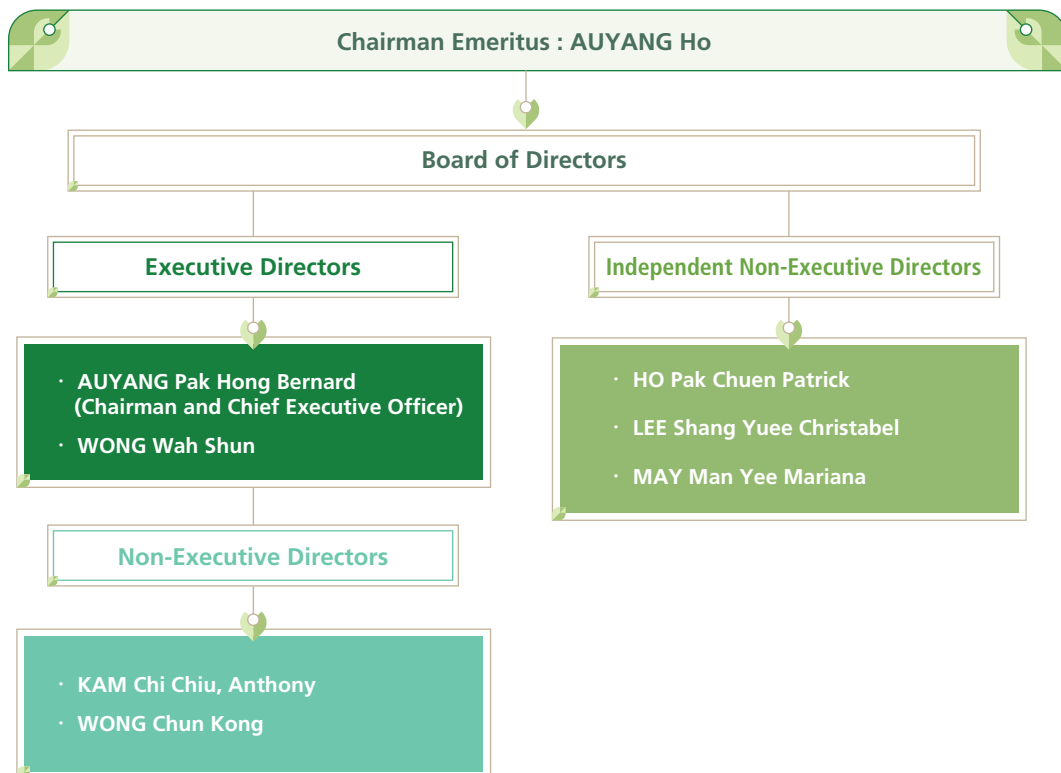 Chairman Emeritus : AUYANG Ho
Board of Directors
Executive Directors
· AUYANG Pak Hong Bernard
(Chairman and Chief Executive Officer)
· WONG Wah Shun
Non-Executive Directors
· KAM Chi Chiu, Anthony
· WONG Chun Kong
Independent Non-Executive Directors
· HO Pak Chuen Patrick
· LEE Shang Yuee Christabel
· MAY Man Yee Mariana